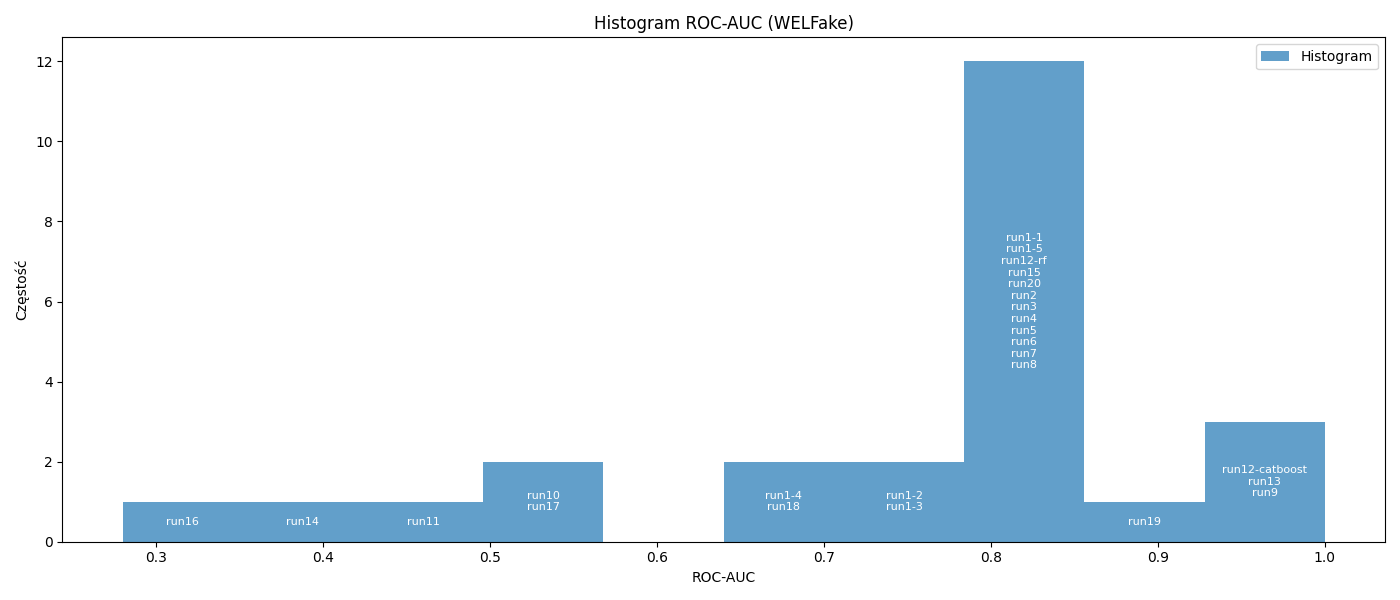 Histogram ROC-AUC (WELFake)
Histogram
Częstość
12
10
8
6
4
2
0
run16
run14
run11
run10
run17
run1-4
run18
run1-2
run1-3
run1-1
run1-5
run12-rf
run15
run20
run2
run3
run4
run5
run6
run7
run8
run19
run12-catboost
run13
run9
0.3
0.4
0.5
0.6
0.7
0.8
0.9
1.0
ROC-AUC